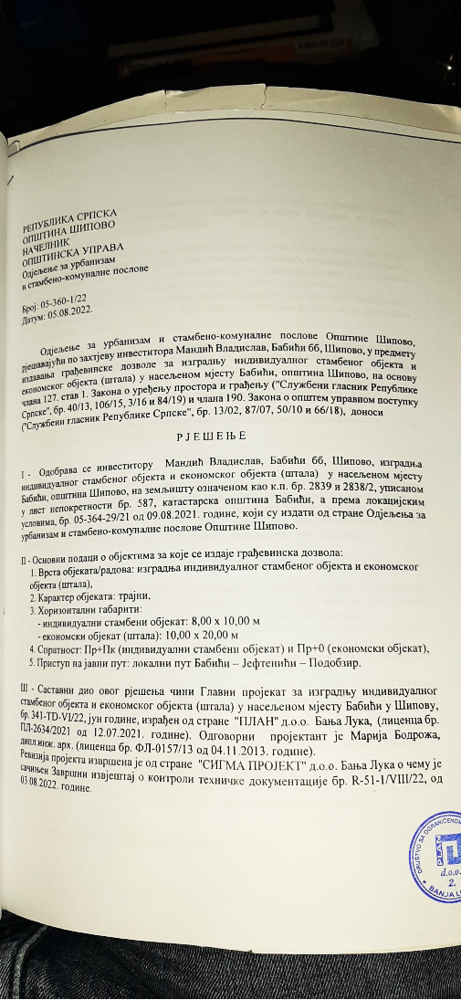 РЕПУБЛИКА СРПСКА
ОПШТИНА ШИПОВО
НАЧЕЛНИК
ОПШТИНСКА УПРАВА
Одјељење за урбанизам
и стамбено-комуналне послове
Број: 05-360-1/22
Датум: 05.08.2022.
Одјељење за урбанизам и стамбено-комуналне послове Општине Шипово,
рјешавајући по захтјеву инвеститора Мандић Владислав, Бабићи бб, Шипово, у предмету
издавања грађевинске дозволе за изградњу индивидуалног стамбеног објекта и
економског објекта (штала) у насељеном мјесту Бабићи, општина Шипово, на основу
члана 127. став 1. Закона о уређењу простора и грађењу ("Службени гласник Републике
Српске", бр. 40/13, 106/15, 3/16 и 84/19) и члана 190. Закона о општем управном поступку
("Службени гласник Републике Српске", бр. 13/02, 87/07, 50/10 и 66/18), доноси
Р Ј Е Ш Е Њ Е
I - Одобрава се инвеститору Мандић Владислав, Бабићи бб, Шипово, изградња
индивидуалног стамбеног објекта и економског објекта (штала) у насељеном мјесту
Бабићи, општина Шипово, на земљишту означеном као к.п. бр. 2839 и 2838/2, уписаном
у лист непокретности бр. 587, катастарска општина Бабићи, а према локацијским
условима, бр. 05-364-29/21 од 09.08.2021. године, који су издати од стране Одјељења за
урбанизам и стамбено-комуналне послове Општине Шипово.
II - Основни подаци о објектима за које се издаје грађевинска дозвола:
1. Врста објеката/радова: изградња индивидуалног стамбеног објекта и економског
објекта (штала),
2. Карактер објеката: трајни,
3. Хоризонтални габарити:
- индивидуални стамбени објекат: 8,00 х 10,00 м
- економски објекат (штала): 10,00 х 20,00 м
4. Спратност: Пр+Пк (индивидуални стамбени објекат) и Пр+0 (економски објекат),
5. Приступ на јавни пут: локални пут Бабићи – Јефтенићи – Подобзир.
III - Саставни дио овог рјешења чини Главни пројекат за изградњу индивидуалног
стамбеног објекта и економског објекта (штала) у насељеном мјесту Бабићи у Шипову,
бр. 341-TD-VI/22, јун године, израђен од стране "ПЛАН" д.о.о. Бања Лука, (лиценца бр.
ПЛ-2634/2021 од 12.07.2021. године). Одговорни пројектант је Марија Бодрожа,
дипл.инж. арх. (лиценца бр. ФЛ-0157/13 од 04.11.2013. године).
Ревизија пројекта извршена је од стране "СИГМА ПРОЈЕКТ" д.о.о. Бања Лука о чему је
сачињен Завршни извјештај о контроли техничке документације бр. R-51-1/VIII/22, од
03.08.2022. године.
PLAN
d.o.o.
2.